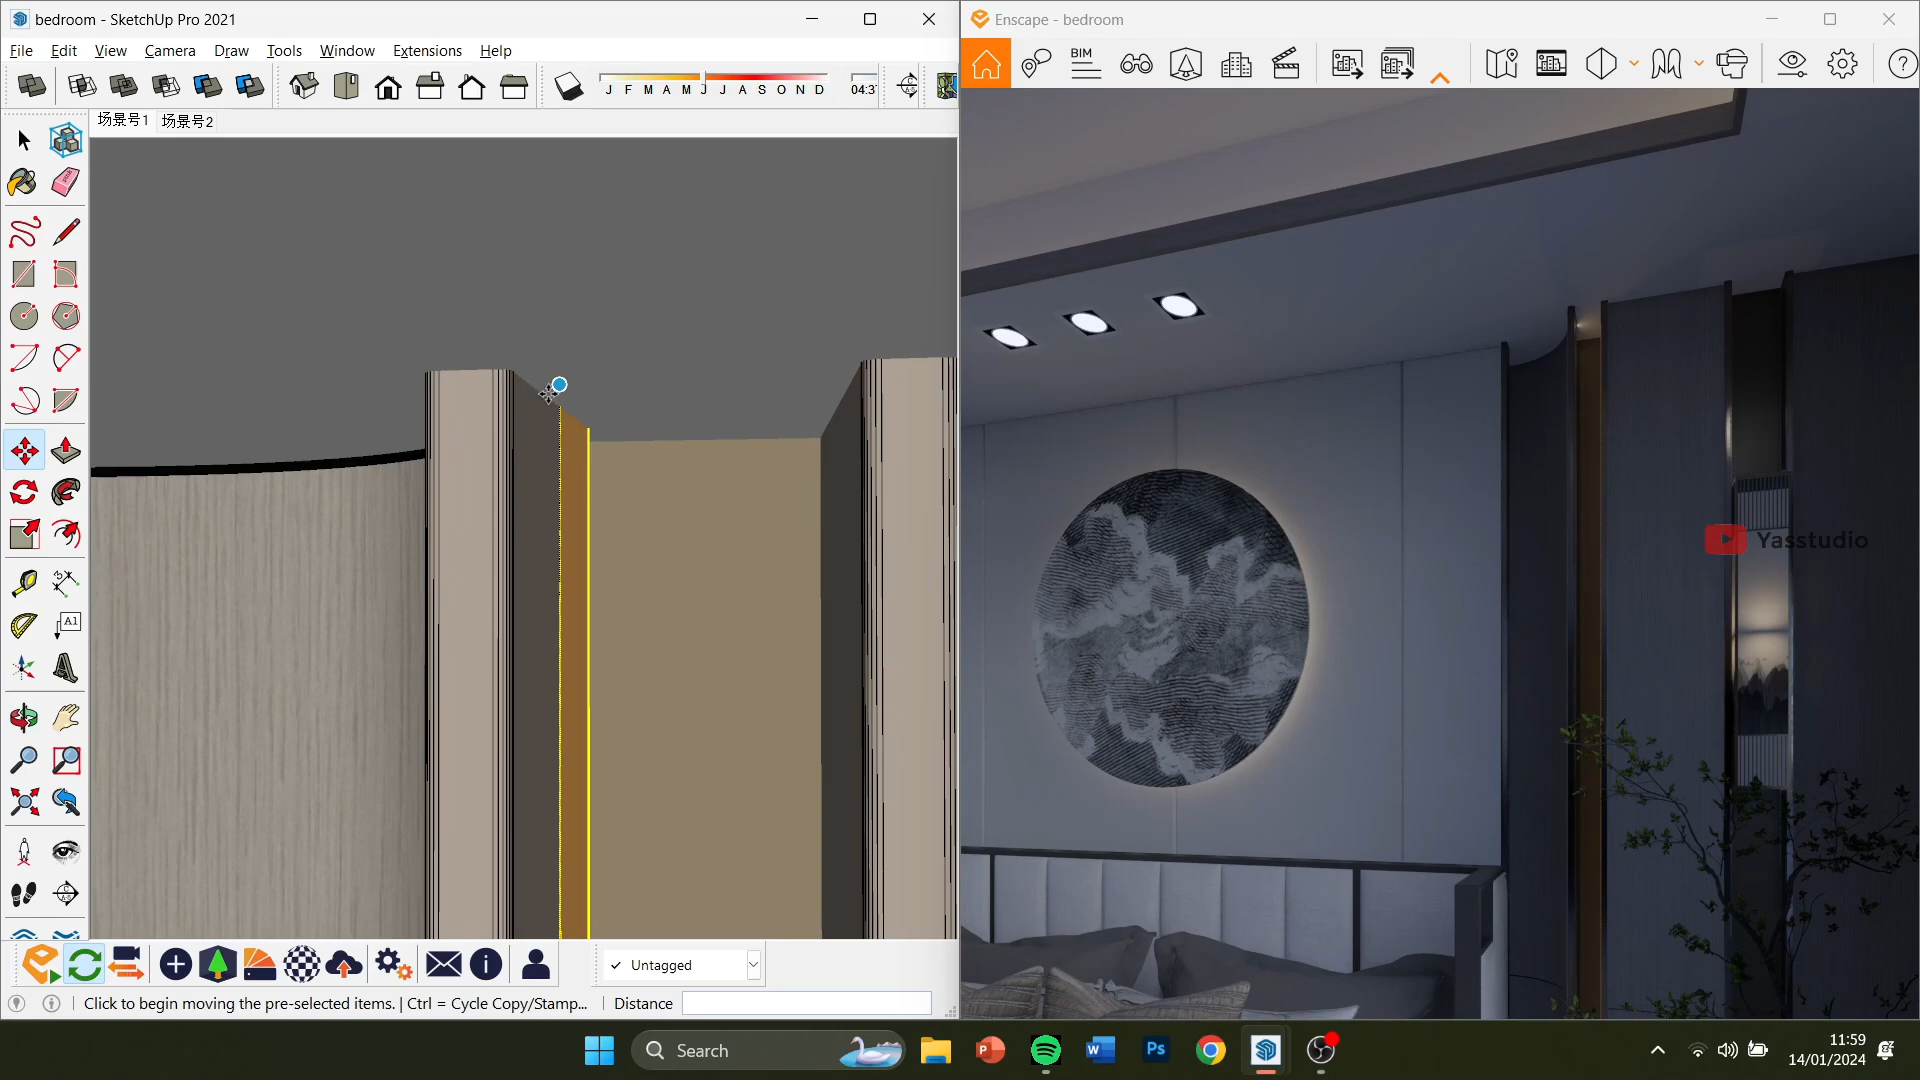 bedroom - SketchUp Pro 2021
File Edit View Camera Draw Tools Window Extensions Help
J F M A M J J A S O N D
04:3
场景号1 场景号2
A1
Untagged
Click to begin moving the pre-selected items. | Ctrl = Cycle Copy/Stamp...
Distance
Enscape - bedroom
BIM
Yasstudio
Search
P
W
Ps
11:59
14/01/2024